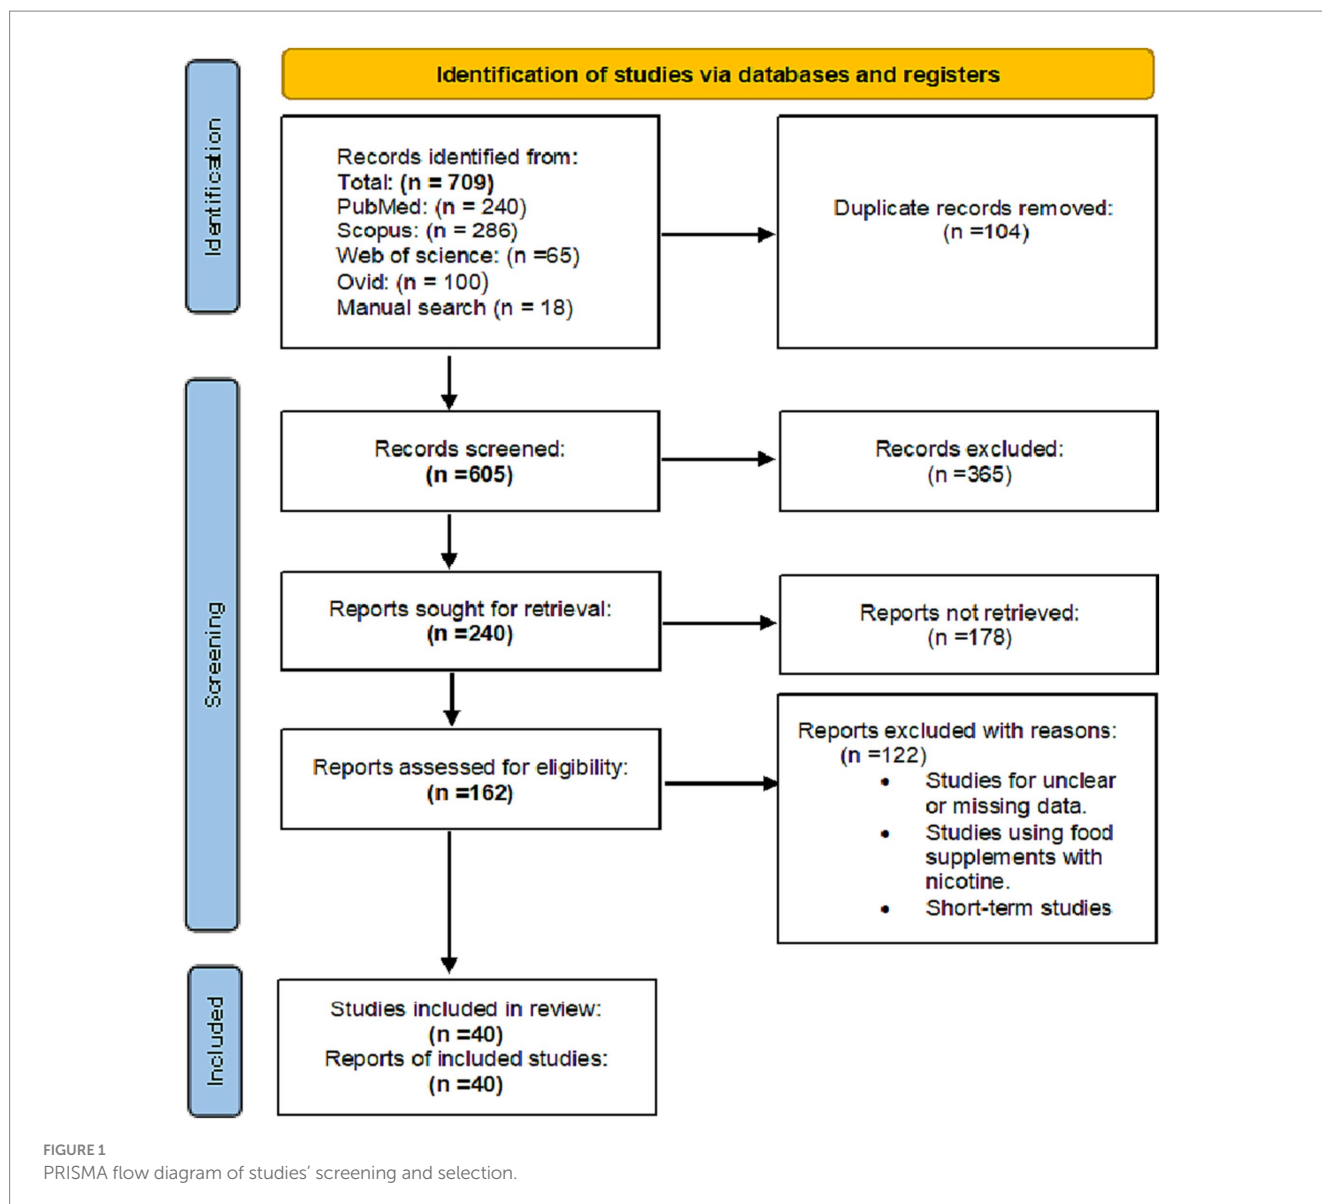 Identification of studies via databases and registers
Identification
Records identified from:
Total: (n = 709)
PubMed: (n = 240)
Scopus: (n = 286)
Web of science: (n =65)
Ovid: (n = 100)
Manual search (n = 18)
Duplicate records removed:
(n =104)
Screening
Records screened:
(n =605)
Records excluded:
(n =365)
Reports sought for retrieval:
(n =240)
Reports not retrieved:
(n =178)
Reports assessed for eligibility:
(n =162)
Reports excluded with reasons:
(n =122)
• Studies for unclear
or missing data.
• Studies using food
supplements with
nicotine.
• Short-term studies
Included
Studies included in review:
(n =40)
Reports of included studies:
(n =40)
FIGURE 1
PRISMA flow diagram of studies’ screening and selection.